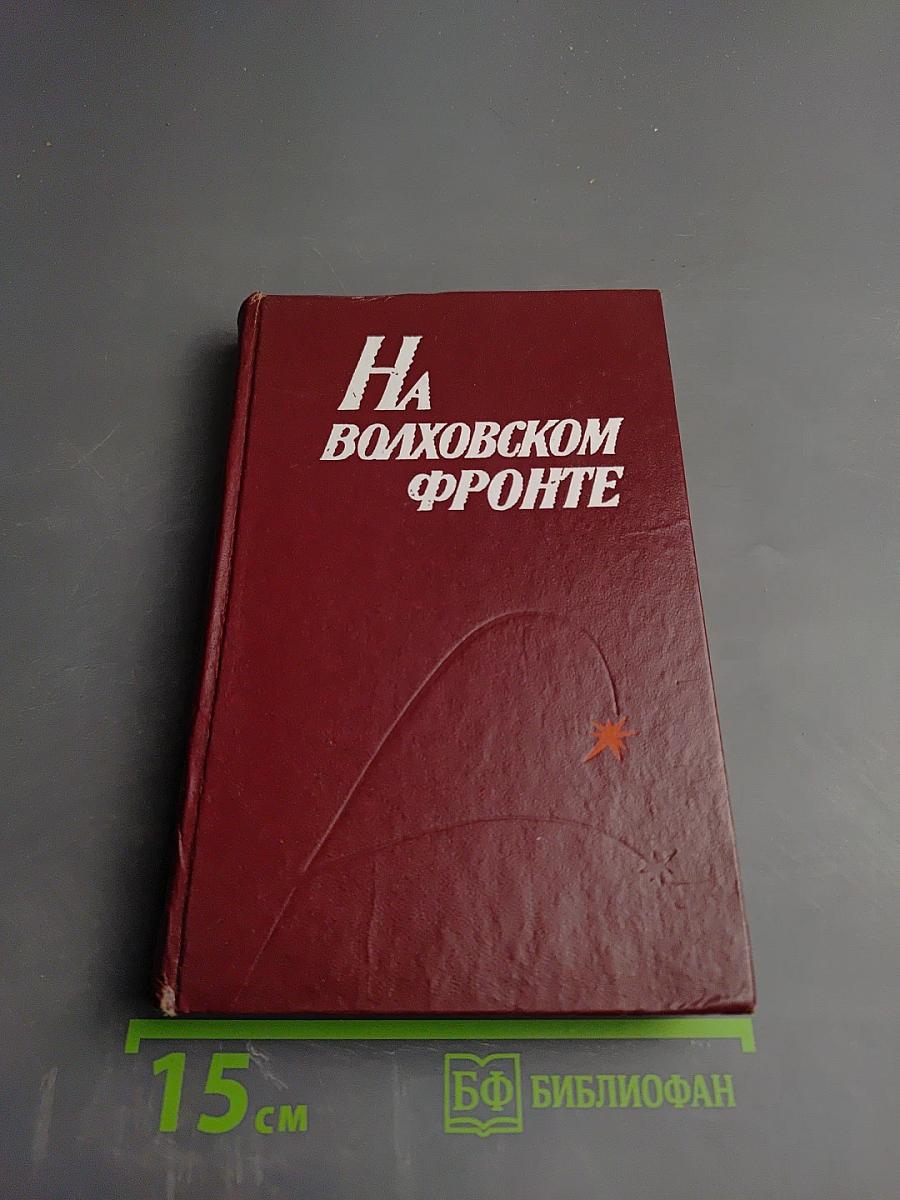 На
ВОЛХОВСКОМ
ФРОНТЕ
15 см
БФ БИБЛИОФАН